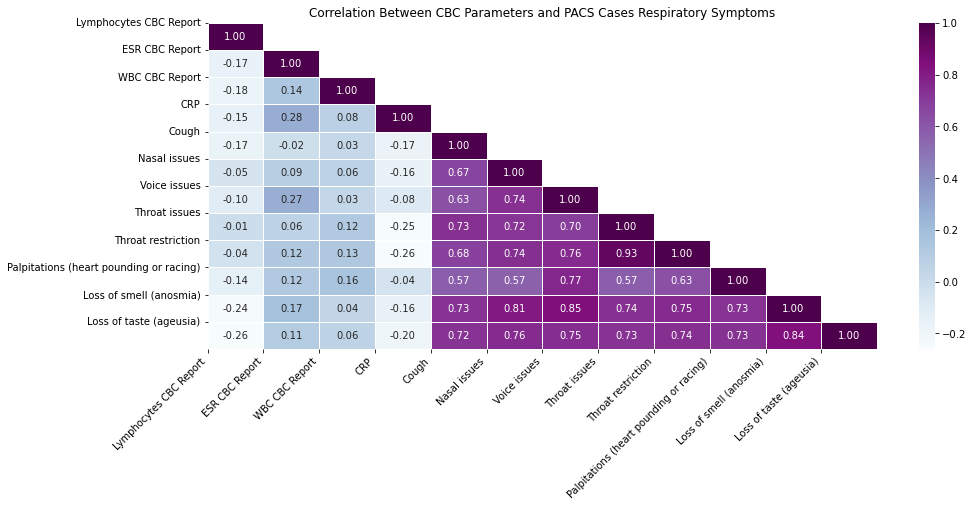 Correlation Between CBC Parameters and PACS Cases Respiratory Symptoms
Lymphocytes CBC Report 1.00
ESR CBC Report -0.17 1.00
WBC CBC Report -0.18 0.14 1.00
CRP -0.15 0.28 0.08 1.00
Cough -0.17 -0.02 0.03 -0.17 1.00
Nasal issues -0.05 0.09 0.06 -0.16 0.67 1.00
Voice issues -0.10 0.27 0.03 -0.08 0.63 0.74 1.00
Throat issues -0.01 0.06 0.12 -0.25 0.73 0.72 0.70 1.00
Throat restriction -0.04 0.12 0.13 -0.26 0.68 0.74 0.76 0.93 1.00
Palpitations (heart pounding or racing) -0.14 0.12 0.16 -0.04 0.57 0.57 0.77 0.57 0.63 1.00
Loss of smell (anosmia) -0.24 0.17 0.04 -0.16 0.73 0.81 0.85 0.74 0.75 0.73 1.00
Loss of taste (ageusia) -0.26 0.11 0.06 -0.20 0.72 0.76 0.75 0.73 0.74 0.73 0.84 1.00
Lymphocytes CBC Report
ESR CBC Report
WBC CBC Report
CRP
Cough
Nasal issues
Voice issues
Throat issues
Throat restriction
Palpitations (heart pounding or racing)
Loss of smell (anosmia)
Loss of taste (ageusia)
1.0
0.8
0.6
0.4
0.2
0.0
-0.2